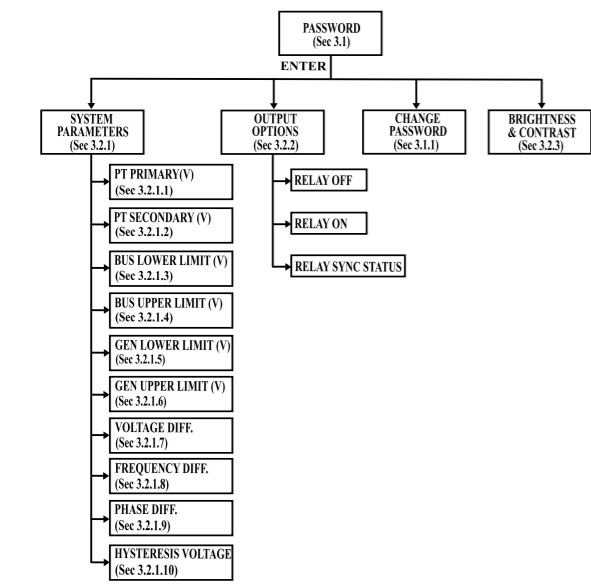 PASSWORD
(Sec 3.1)
ENTER
SYSTEM
PARAMETERS
(Sec 3.2.1)
OUTPUT
OPTIONS
(Sec 3.2.2)
CHANGE
PASSWORD
(Sec 3.1.1)
BRIGHTNESS
& CONTRAST
(Sec 3.2.3)
PT PRIMARY(V)
(Sec 3.2.1.1)
PT SECONDARY (V)
(Sec 3.2.1.2)
BUS LOWER LIMIT (V)
(Sec 3.2.1.3)
BUS UPPER LIMIT (V)
(Sec 3.2.1.4)
GEN LOWER LIMIT (V)
(Sec 3.2.1.5)
GEN UPPER LIMIT (V)
(Sec 3.2.1.6)
VOLTAGE DIFF.
(Sec 3.2.1.7)
FREQUENCY DIFF.
(Sec 3.2.1.8)
PHASE DIFF.
(Sec 3.2.1.9)
HYSTERESIS VOLTAGE
(Sec 3.2.1.10)
RELAY OFF
RELAY ON
RELAY SYNC STATUS